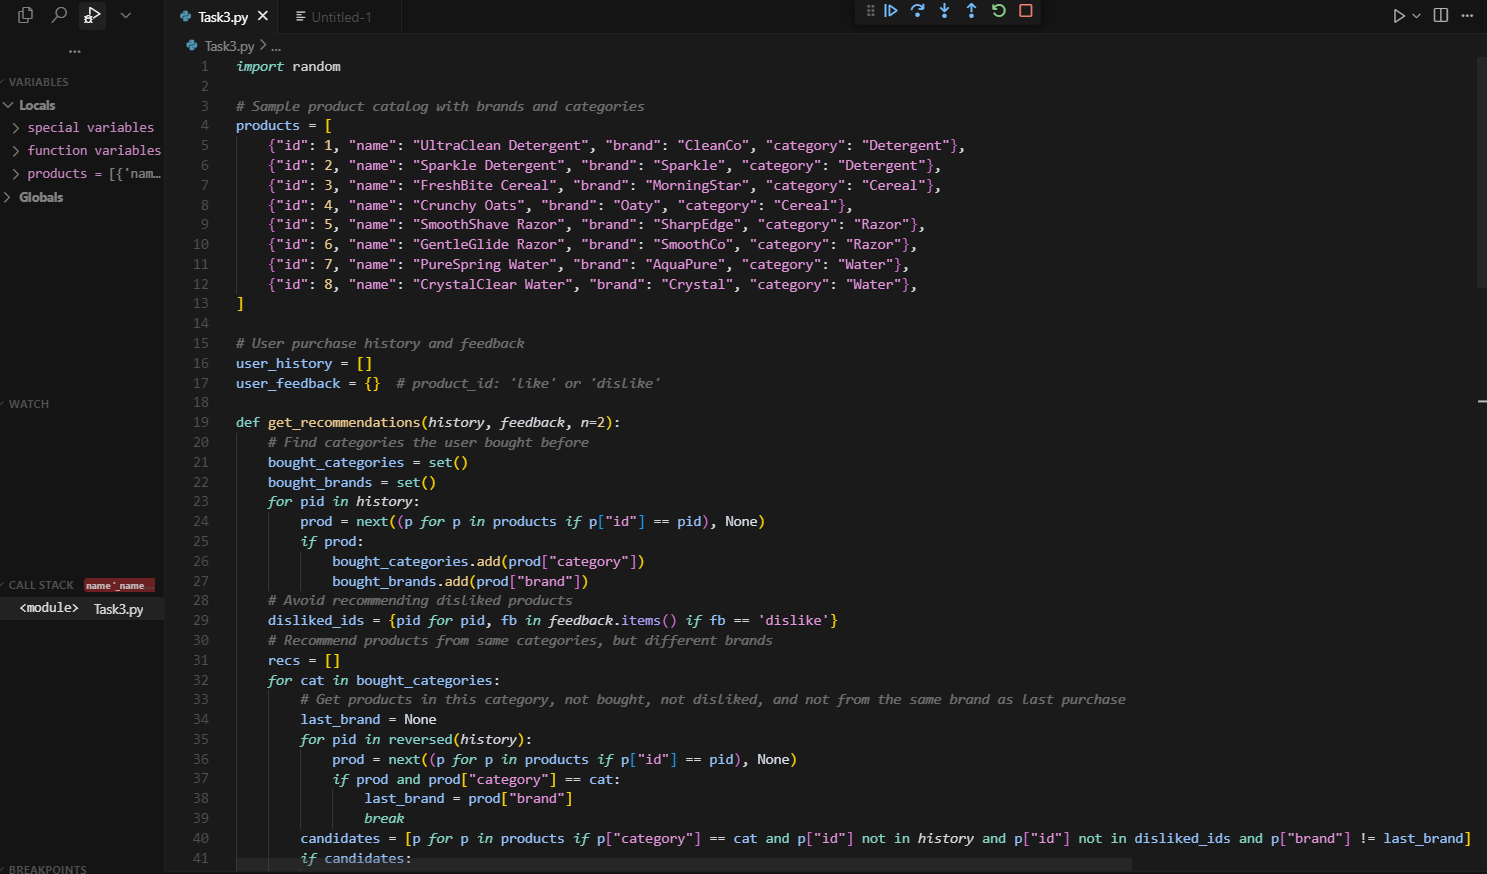 Task3.py
Untitled-1
...
Task3.py > ...
VARIABLES
Locals
special variables
function variables
products = [{'nam...
Globals
WATCH
CALL STACK name '_name...
<module> Task3.py
BREAKPOINTS
1 import random
2
3 # Sample product catalog with brands and categories
4 products = [
5 {"id": 1, "name": "UltraClean Detergent", "brand": "CleanCo", "category": "Detergent"},
6 {"id": 2, "name": "Sparkle Detergent", "brand": "Sparkle", "category": "Detergent"},
7 {"id": 3, "name": "FreshBite Cereal", "brand": "MorningStar", "category": "Cereal"},
8 {"id": 4, "name": "Crunchy Oats", "brand": "Oaty", "category": "Cereal"},
9 {"id": 5, "name": "SmoothShave Razor", "brand": "SharpEdge", "category": "Razor"},
10 {"id": 6, "name": "GentleGlide Razor", "brand": "SmoothCo", "category": "Razor"},
11 {"id": 7, "name": "PureSpring Water", "brand": "AquaPure", "category": "Water"},
12 {"id": 8, "name": "CrystalClear Water", "brand": "Crystal", "category": "Water"},
13 ]
14
15 # User purchase history and feedback
16 user_history = []
17 user_feedback = {}  # product_id: 'like' or 'dislike'
18
19 def get_recommendations(history, feedback, n=2):
20 # Find categories the user bought before
21 bought_categories = set()
22 bought_brands = set()
23 for pid in history:
24 prod = next((p for p in products if p["id"] == pid), None)
25 if prod:
26 bought_categories.add(prod["category"])
27 bought_brands.add(prod["brand"])
28 # Avoid recommending disliked products
29 disliked_ids = {pid for pid, fb in feedback.items() if fb == 'dislike'}
30 # Recommend products from same categories, but different brands
31 recs = []
32 for cat in bought_categories:
33 # Get products in this category, not bought, not disliked, and not from the same brand as last purchase
34 last_brand = None
35 for pid in reversed(history):
36 prod = next((p for p in products if p["id"] == pid), None)
37 if prod and prod["category"] == cat:
38 last_brand = prod["brand"]
39 break
40 candidates = [p for p in products if p["category"] == cat and p["id"] not in history and p["id"] not in disliked_ids and p["brand"] != last_brand]
41 if candidates: